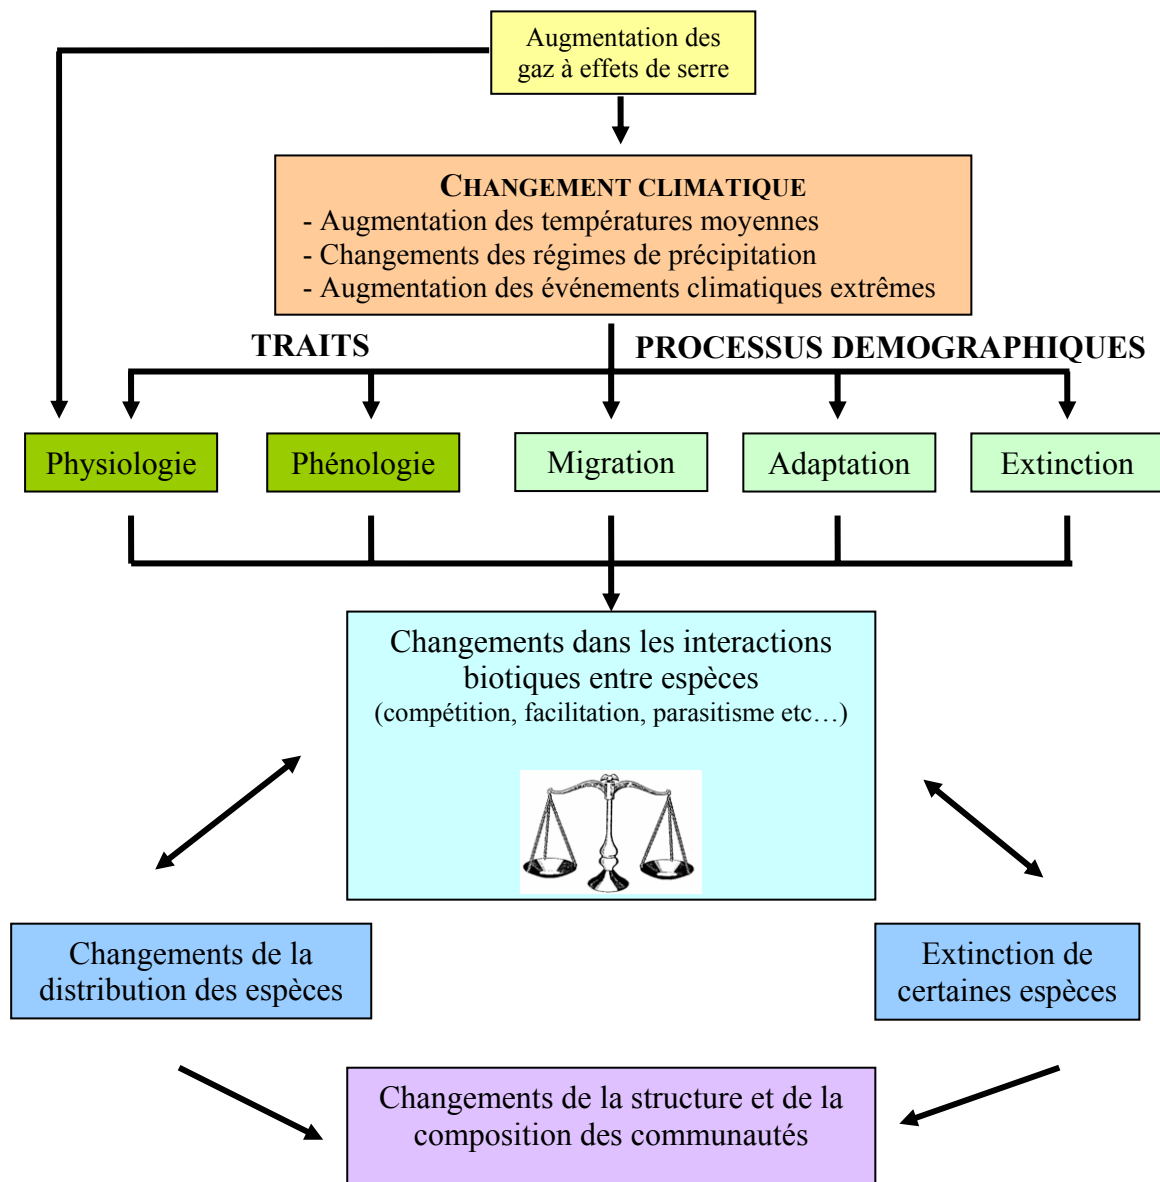 Augmentation des
gaz à effets de serre
CHANGEMENT CLIMATIQUE
- Augmentation des températures moyennes
- Changements des régimes de précipitation
- Augmentation des événements climatiques extrêmes
TRAITS
PROCESSUS DEMOGRAPHIQUES
Physiologie
Phénologie
Migration
Adaptation
Extinction
Changements dans les interactions
biotiques entre espèces
(compétition, facilitation, parasitisme etc…)
Changements de la
distribution des espèces
Extinction de
certaines espèces
Changements de la structure et de la
composition des communautés